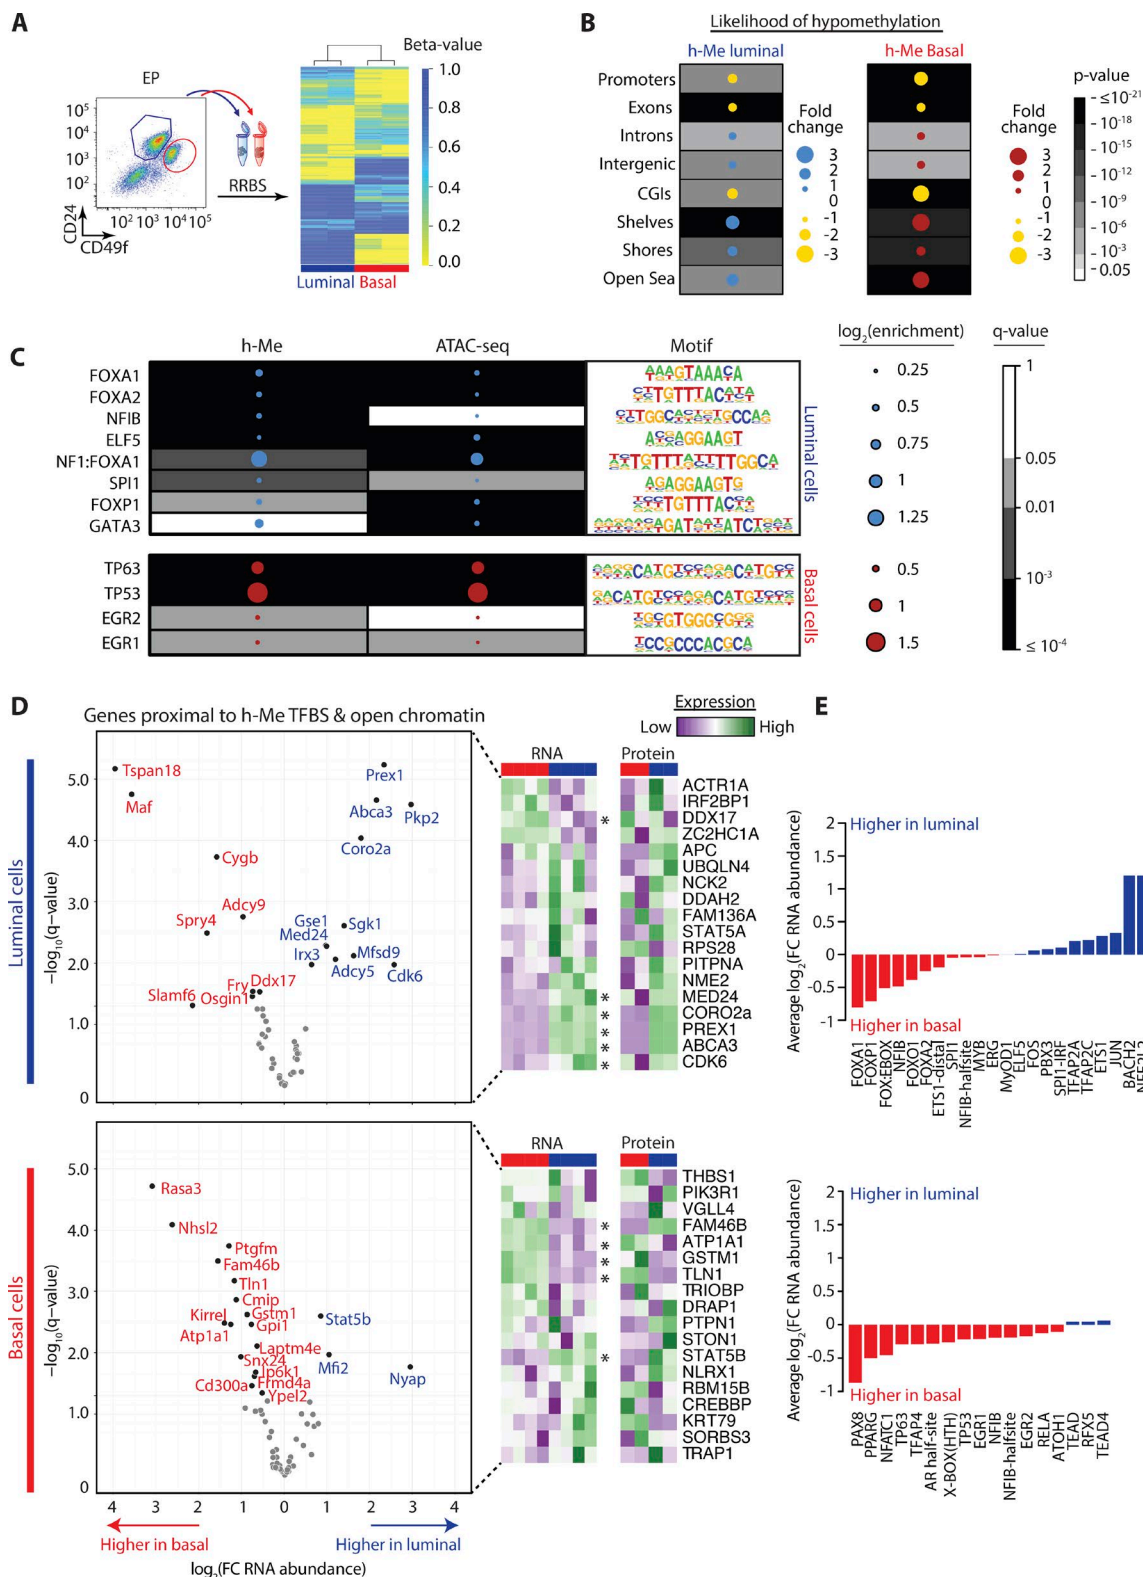 A
EP
10⁵
10⁴
10³
10²
10² 10³ 10⁴ 10⁵
CD24
CD49f
RRBS
Beta-value
1.0
0.8
0.6
0.4
0.2
0.0
Luminal Basal
B
Likelihood of hypomethylation
h-Me luminal
h-Me Basal
Promoters
Exons
Introns
Intergenic
CGIs
Shelves
Shores
Open Sea
Fold change
3
2
1
0
-1
-2
-3
Fold change
3
2
1
0
-1
-2
-3
p-value
≤10⁻²¹
10⁻¹⁸
10⁻¹⁵
10⁻¹²
10⁻⁹
10⁻⁶
10⁻³
0.05
C
h-Me
ATAC-seq
Motif
FOXA1
FOXA2
NFIB
ELF5
NF1:FOXA1
SPI1
FOXP1
GATA3
Luminal cells
TP63
TP53
EGR2
EGR1
Basal cells
log₂(enrichment)
0.25
0.5
0.75
1
1.25
0.5
1
1.5
q-value
1
0.05
0.01
10⁻³
≤ 10⁻⁴
D
Genes proximal to h-Me TFBS & open chromatin
Luminal cells
−log₁₀(q−value)
5.0
4.0
3.0
2.0
1.0
0
Tspan18
Maf
Prex1
Abca3
Pkp2
Coro2a
Cygb
Adcy9
Spry4
Gse1
Sgk1
Med24
Irx3
Mfsd9
Adcy5
Cdk6
Fry
Ddx17
Slamf6
Osgin1
Expression
Low
High
RNA
Protein
ACTR1A
IRF2BP1
DDX17
*
ZC2HC1A
APC
UBQLN4
NCK2
DDAH2
FAM136A
STAT5A
RPS28
PITPNA
NME2
MED24
*
CORO2a
*
PREX1
*
ABCA3
*
CDK6
*
Basal cells
−log₁₀(q−value)
5.0
4.0
3.0
2.0
1.0
0
Rasa3
Nhsl2
Ptgfm
Fam46b
Tln1
Cmip
Kirrel
Gstm1
Atp1a1
Gpi1
Stat5b
Laptm4e
Snx24
Mfi2
Ip6k1
Nyap
Cd300a
Frmd4a
Ypel2
4 3 2 1 0 1 2 3 4
Higher in basal
Higher in luminal
log₂(FC RNA abundance)
RNA
Protein
THBS1
PIK3R1
VGLL4
FAM46B
*
ATP1A1
*
GSTM1
*
TLN1
*
TRIOBP
DRAP1
PTPN1
STON1
STAT5B
*
NLRX1
RBM15B
CREBBP
KRT79
SORBS3
TRAP1
E
Average log₂(FC RNA abundance)
2
1.5
1
0.5
0
-0.5
-1
Higher in luminal
Higher in basal
FOXA1
FOXP1
FOX:EBOX
NFIB
FOXO1
FOXA2
ETS1-distal
SPI1
NFIB-halfsite
MYB
ERG
MyOD1
ELF5
FOS
PBX3
SPI1-IRF
TFAP2A
TFAP2C
ETS1
JUN
BACH2
Average log₂(FC RNA abundance)
2
1.5
1
0.5
0
-0.5
-1
Higher in luminal
Higher in basal
PAX8
PPARG
NFATC1
TP63
TFAP4
AR half-site
X-BOX(HTH)
TP53
EGR1
NFIB
NFIB-halfsite
EGR2
RELA
ATOH1
TEAD
RFX5
TEAD4